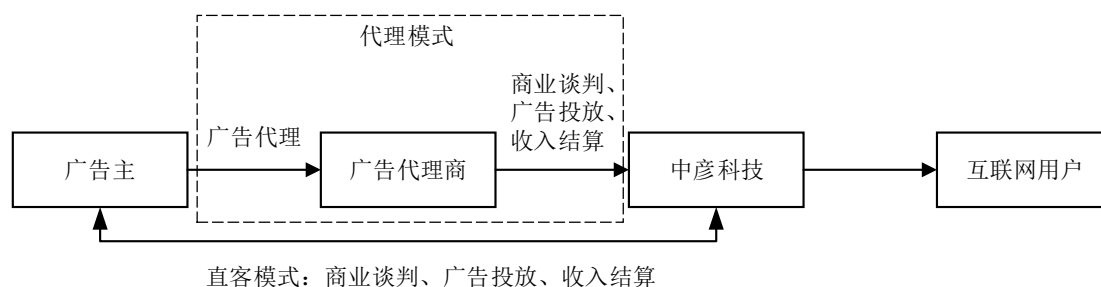 代理模式
商业谈判、
广告投放、
收入结算
广告代理
广告主
广告代理商
中彦科技
互联网用户
直客模式：商业谈判、广告投放、收入结算